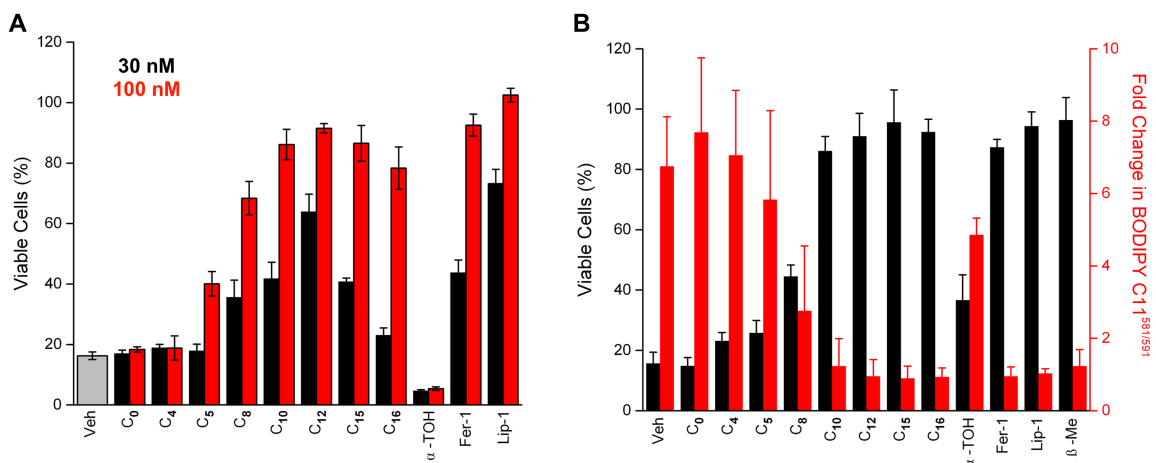 A
30 nM
100 nM
Viable Cells (%)
120
100
80
60
40
20
0
Veh
C0
C4
C5
C8
C10
C12
C15
C16
α -TOH
Fer-1
Lip-1
B
Viable Cells (%)
120
100
80
60
40
20
0
Veh
C0
C4
C5
C8
C10
C12
C15
C16
α -TOH
Fer-1
Lip-1
β -Me
10
8
6
4
2
0
Fold Change in BODIPY C11581/591